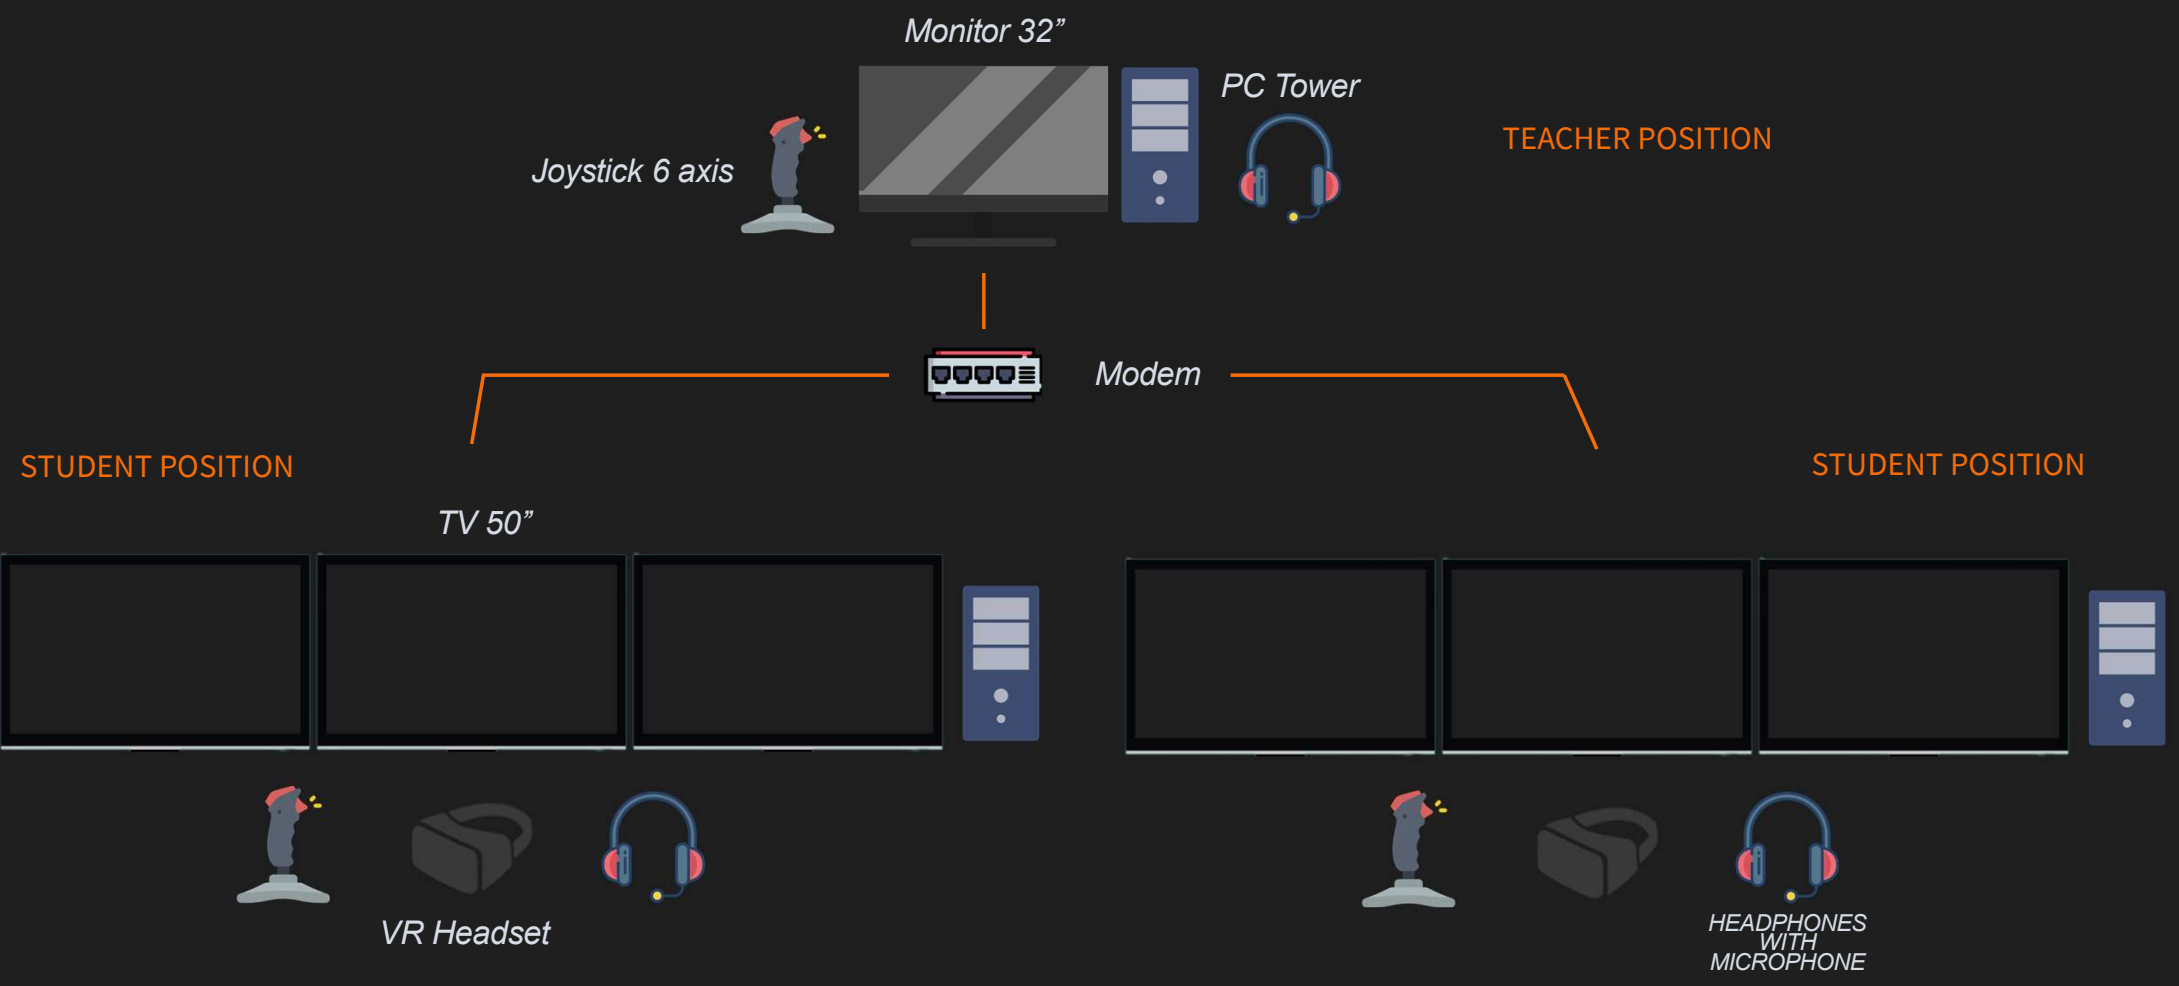 Monitor 32”
PC Tower
TEACHER POSITION
Joystick 6 axis
Modem
STUDENT POSITION
STUDENT POSITION
TV 50”
VR Headset
HEADPHONES
WITH
MICROPHONE